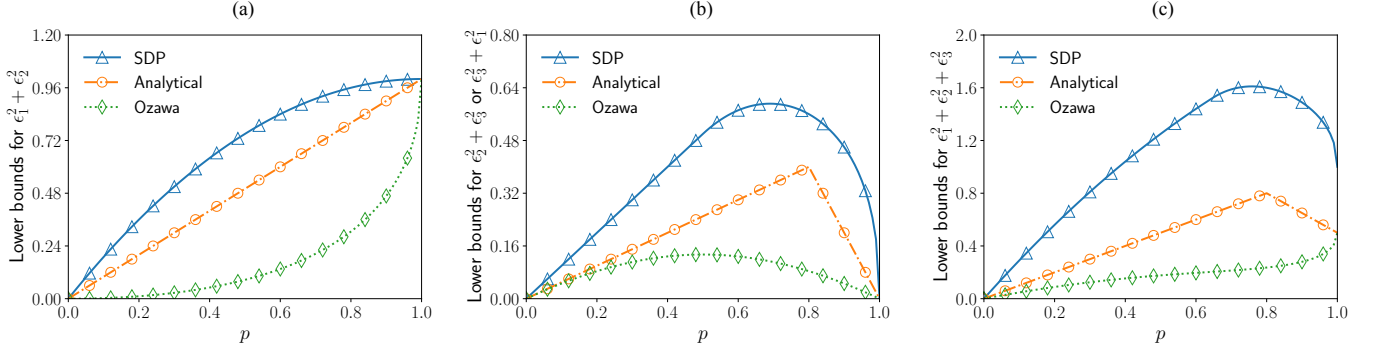 (a)
Lower bounds for ϵ₁² + ϵ₂²
1.20
0.96
0.72
0.48
0.24
0.00
SDP
Analytical
Ozawa
0.0 0.2 0.4 0.6 0.8 1.0
p
(b)
Lower bounds for ϵ₂² + ϵ₃² or ϵ₃² + ϵ₁²
0.80
0.64
0.48
0.32
0.16
0.00
SDP
Analytical
Ozawa
0.0 0.2 0.4 0.6 0.8 1.0
p
(c)
Lower bounds for ϵ₁² + ϵ₂² + ϵ₃²
2.0
1.6
1.2
0.8
0.4
0.0
SDP
Analytical
Ozawa
0.0 0.2 0.4 0.6 0.8 1.0
p